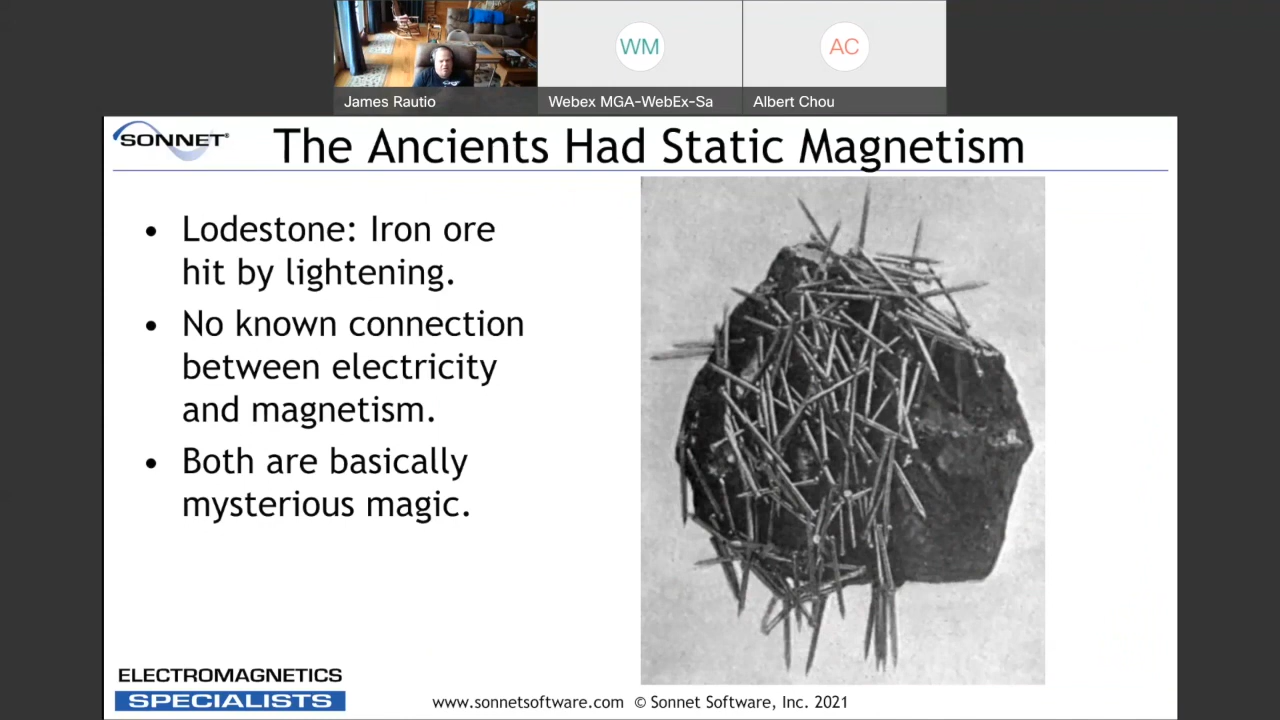 WM
AC
James Rautio
Webex MGA-WebEx-Sa
Albert Chou
SONNET®
The Ancients Had Static Magnetism
• Lodestone: Iron ore
hit by lightening.
• No known connection
between electricity
and magnetism.
• Both are basically
mysterious magic.
ELECTROMAGNETICS
SPECIALISTS
www.sonnetsoftware.com © Sonnet Software, Inc. 2021